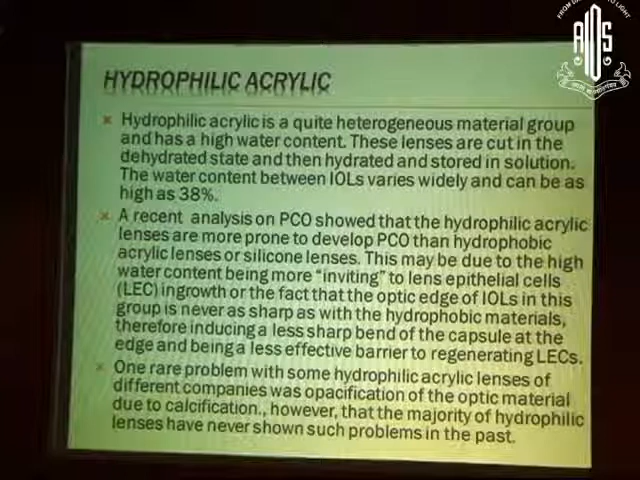 FROM DARKNESS TO LIGHT
AIOS
HYDROPHILIC ACRYLIC
Hydrophilic acrylic is a quite heterogeneous material group
and has a high water content. These lenses are cut in the
dehydrated state and then hydrated and stored in solution.
The water content between IOLs varies widely and can be as
high as 38%.
A recent analysis on PCO showed that the hydrophilic acrylic
lenses are more prone to develop PCO than hydrophobic
acrylic lenses or silicone lenses. This may be due to the high
water content being more “inviting” to lens epithelial cells
(LEC) ingrowth or the fact that the optic edge of IOLs in this
group is never as sharp as with the hydrophobic materials,
therefore inducing a less sharp bend of the capsule at the
edge and being a less effective barrier to regenerating LECs.
One rare problem with some hydrophilic acrylic lenses of
different companies was opacification of the optic material
due to calcification., however, that the majority of hydrophilic
lenses have never shown such problems in the past.